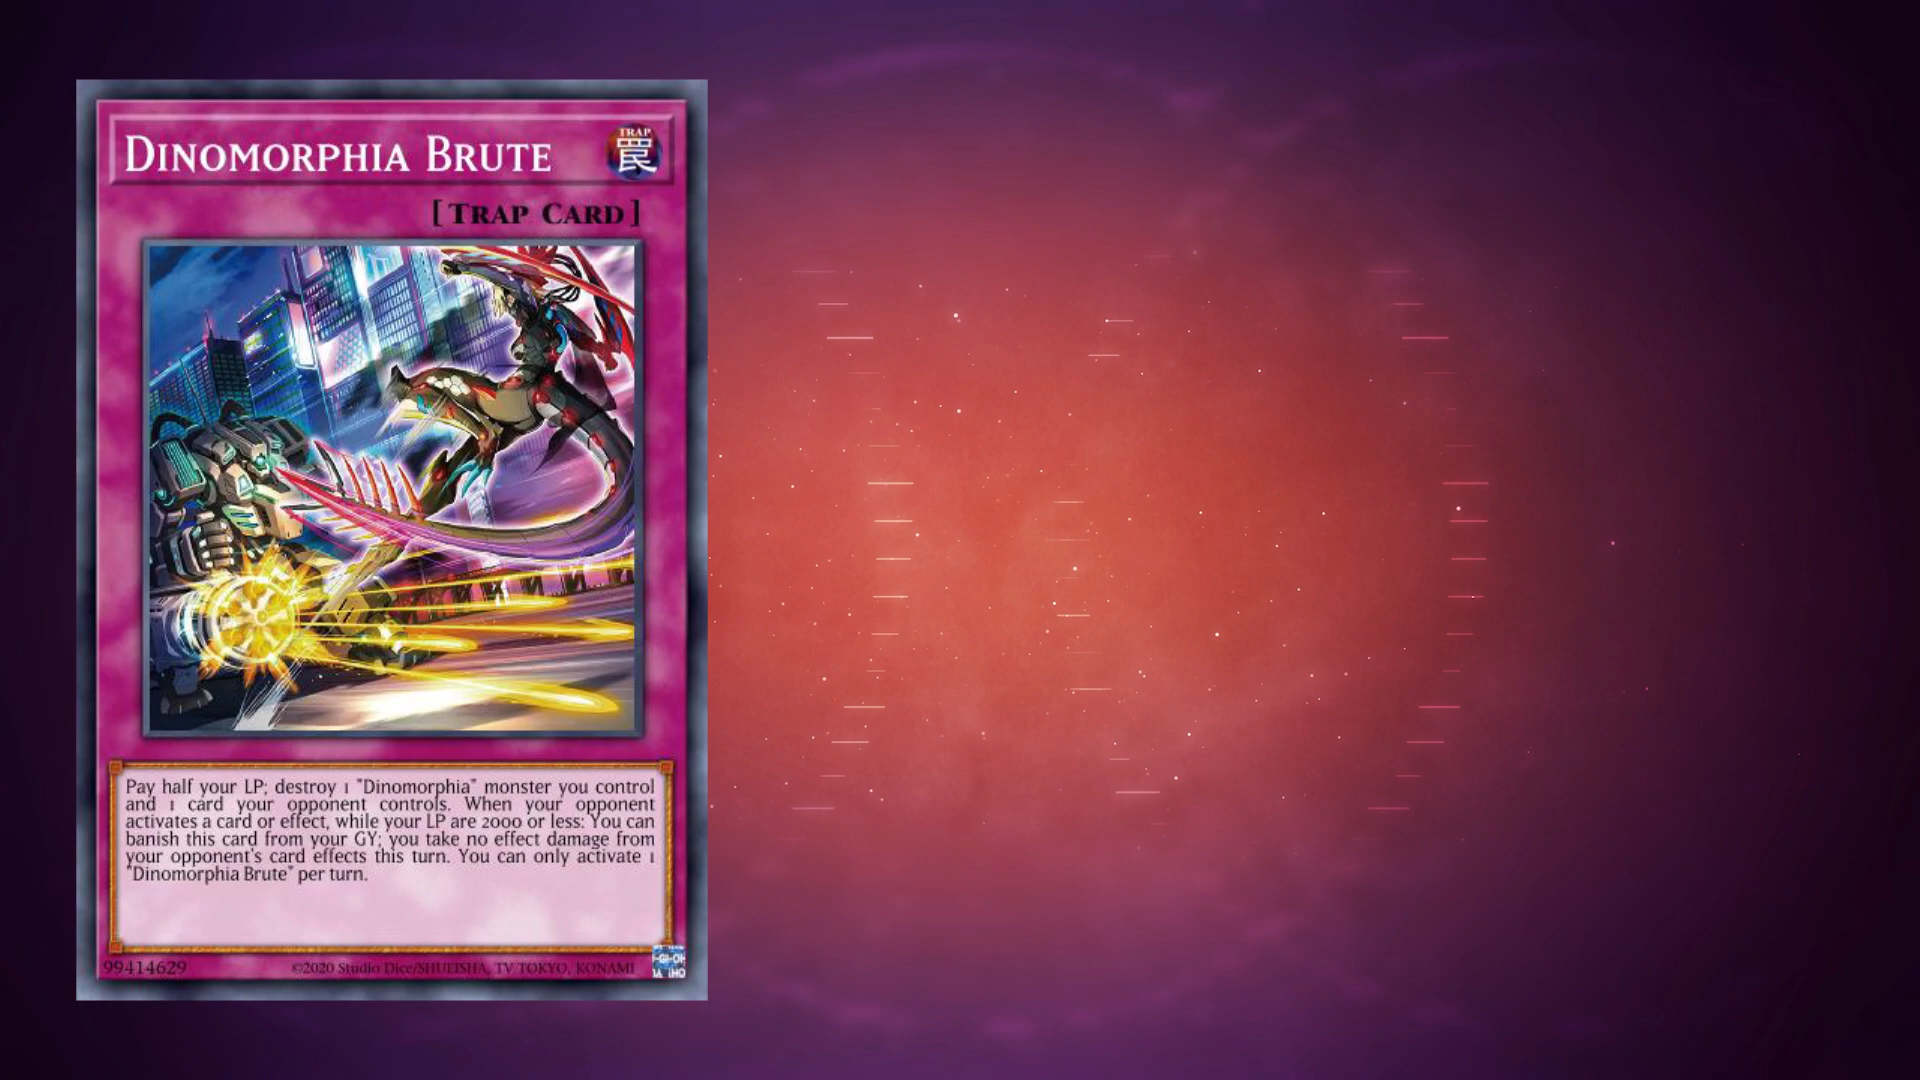 DINOMORPHIA BRUTE
TRAP
罠
[TRAP CARD]
Pay half your LP; destroy 1 "Dinomorphia" monster you control
and 1 card your opponent controls. When your opponent
activates a card or effect, while your LP are 2000 or less: You can
banish this card from your GY; you take no effect damage from
your opponent's card effects this turn. You can only activate 1
"Dinomorphia Brute" per turn.
99414629
©2020 Studio Dice/SHUEISHA, TV TOKYO, KONAMI